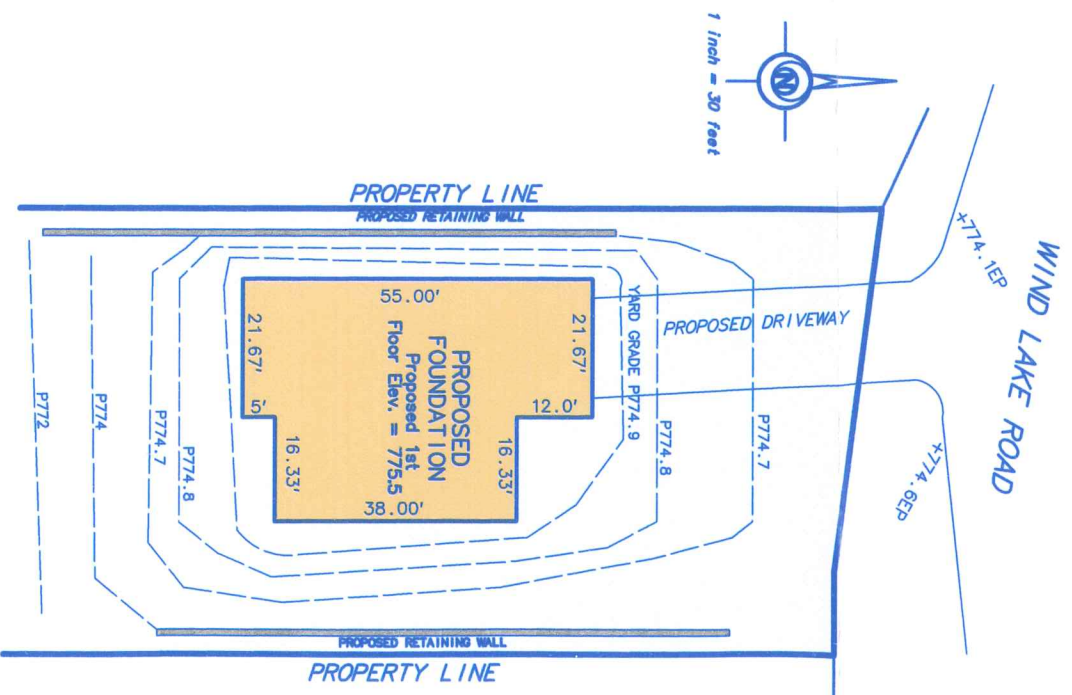 N
1 inch = 30 feet
WIND LAKE ROAD
+774.1EP
+774.6EP
PROPERTY LINE
PROPOSED RETAINING WALL
PROPOSED DRIVEWAY
YARD GRADE P774.9
P774.8
P774.7
55.00'
21.67'
21.67'
PROPOSED
FOUNDATION
Proposed 1st
Floor Elev. = 775.5
5'
12.0'
16.33'
16.33'
38.00'
P772
P774
P774.7
P774.8
PROPOSED RETAINING WALL
PROPERTY LINE